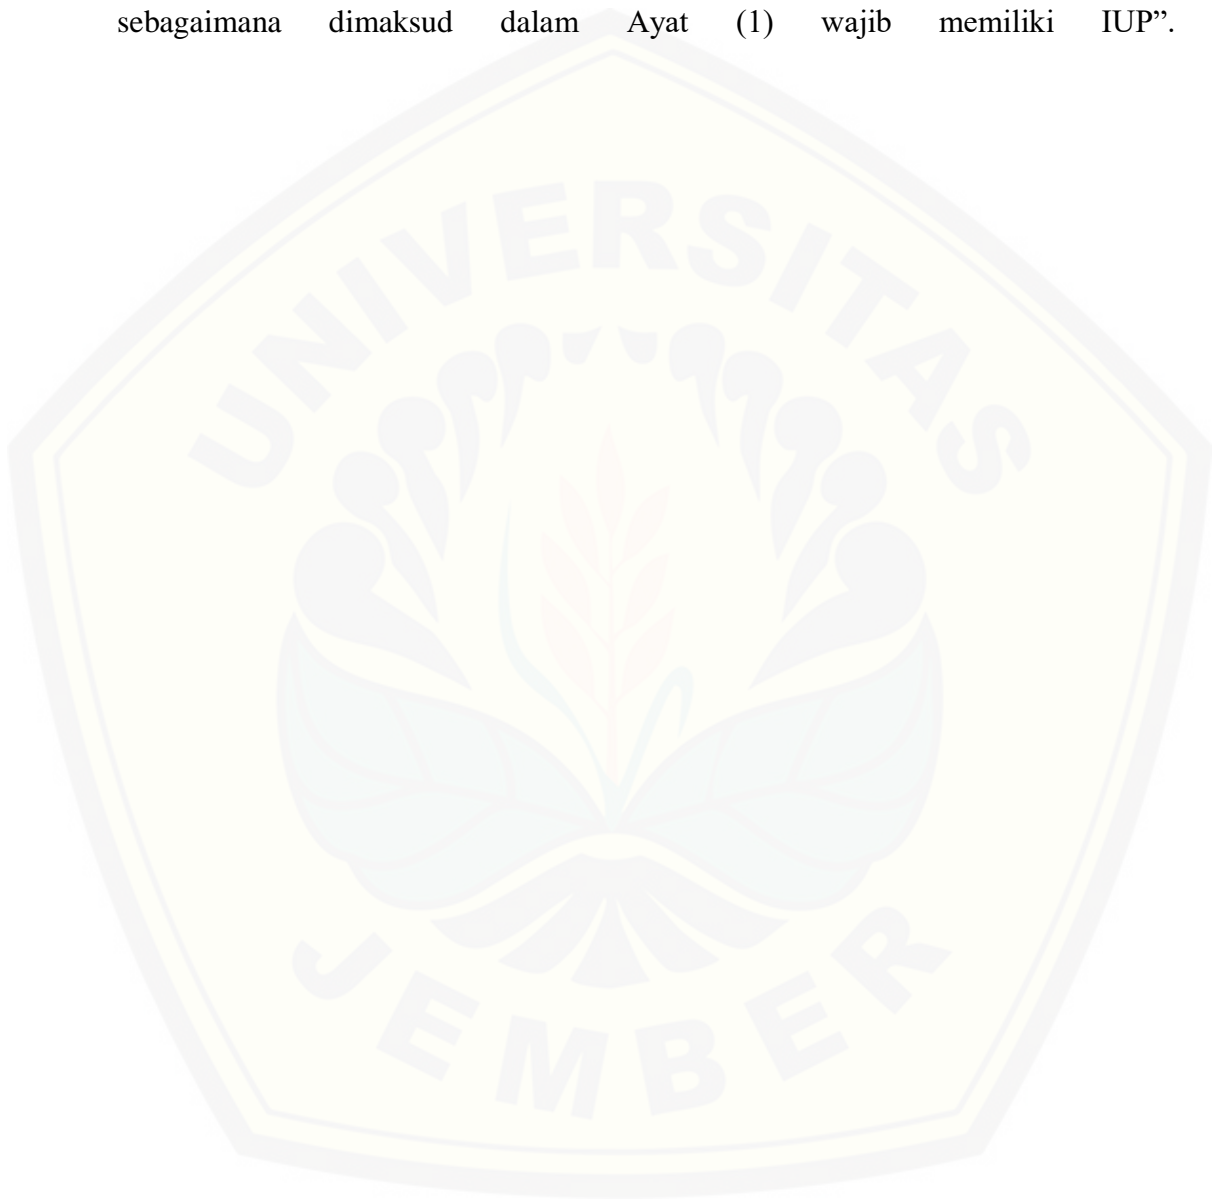 sebagaimana dimaksud dalam Ayat (1) wajib memiliki IUP”.
UNIVERSITAS
JEMBER